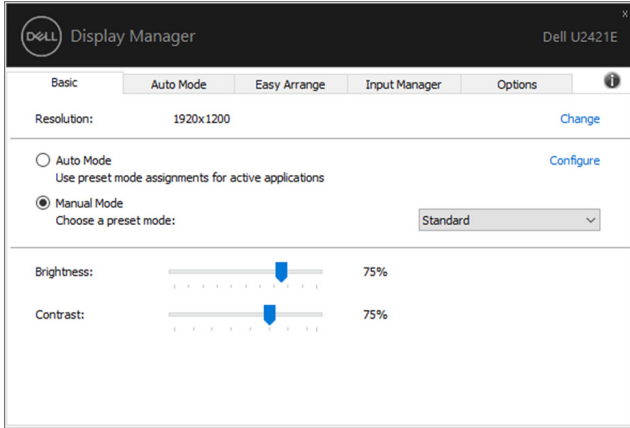 x
DELL Display Manager Dell U2421E
Basic Auto Mode Easy Arrange Input Manager Options i
Resolution: 1920x1200 Change
Auto Mode Configure
Use preset mode assignments for active applications
Manual Mode
Choose a preset mode: Standard
Brightness: 75%
Contrast: 75%